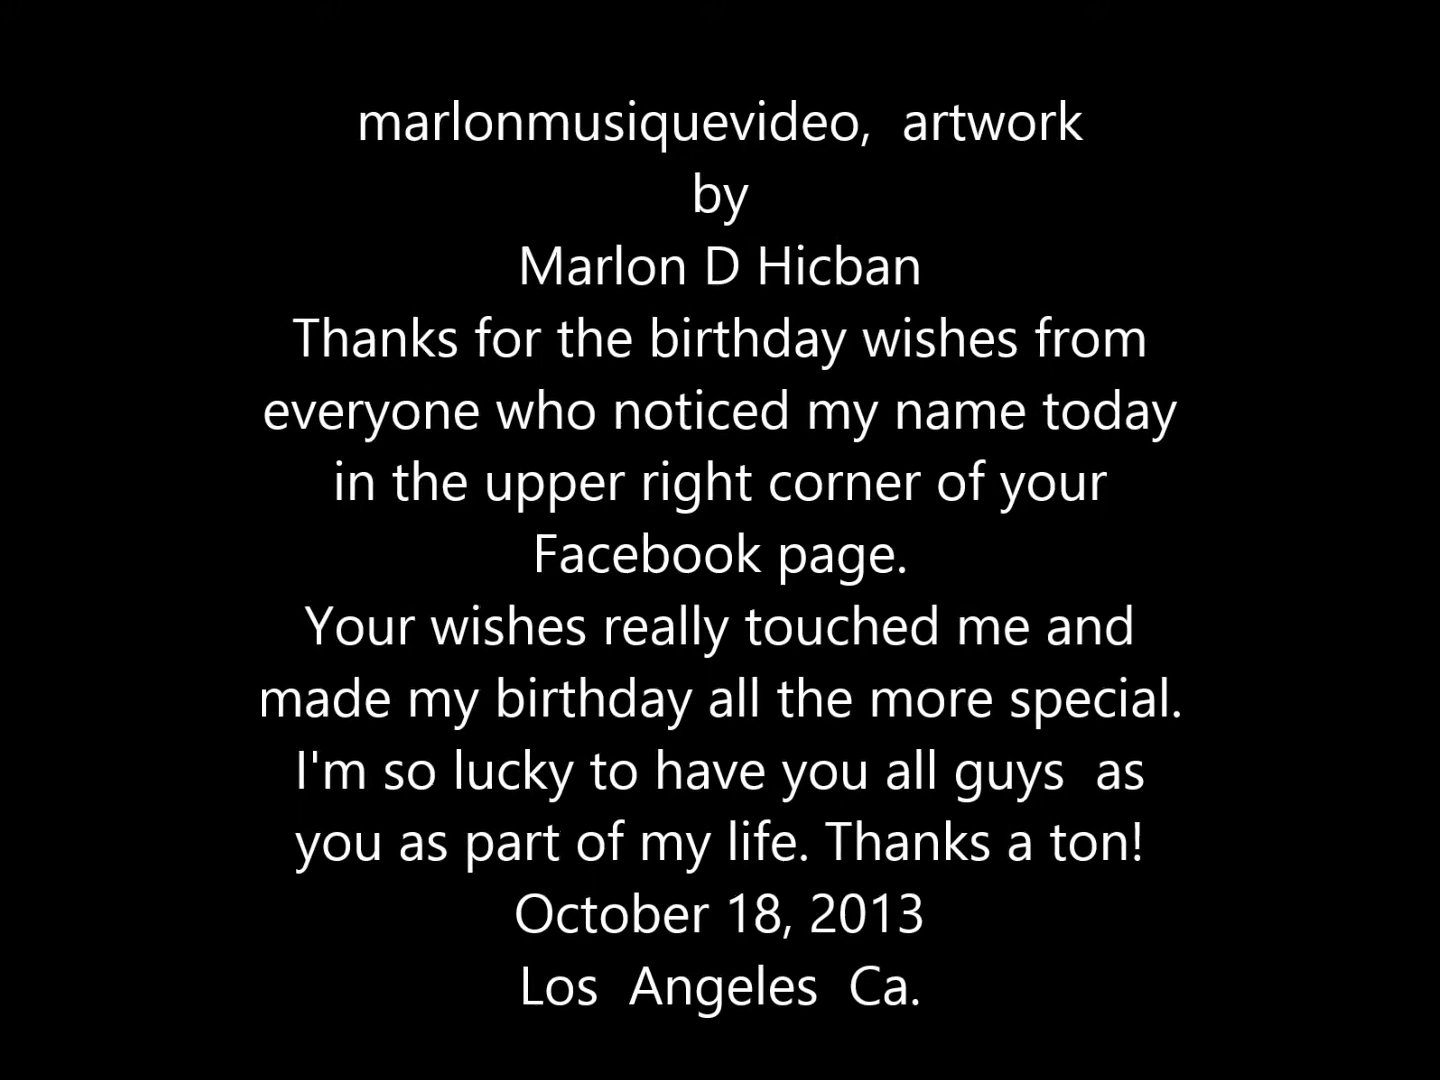 marlonmusiquevideo,  artwork
by
Marlon D Hicban
Thanks for the birthday wishes from
everyone who noticed my name today
in the upper right corner of your
Facebook page.
Your wishes really touched me and
made my birthday all the more special.
I'm so lucky to have you all guys  as
you as part of my life. Thanks a ton!
October 18, 2013
Los  Angeles  Ca.